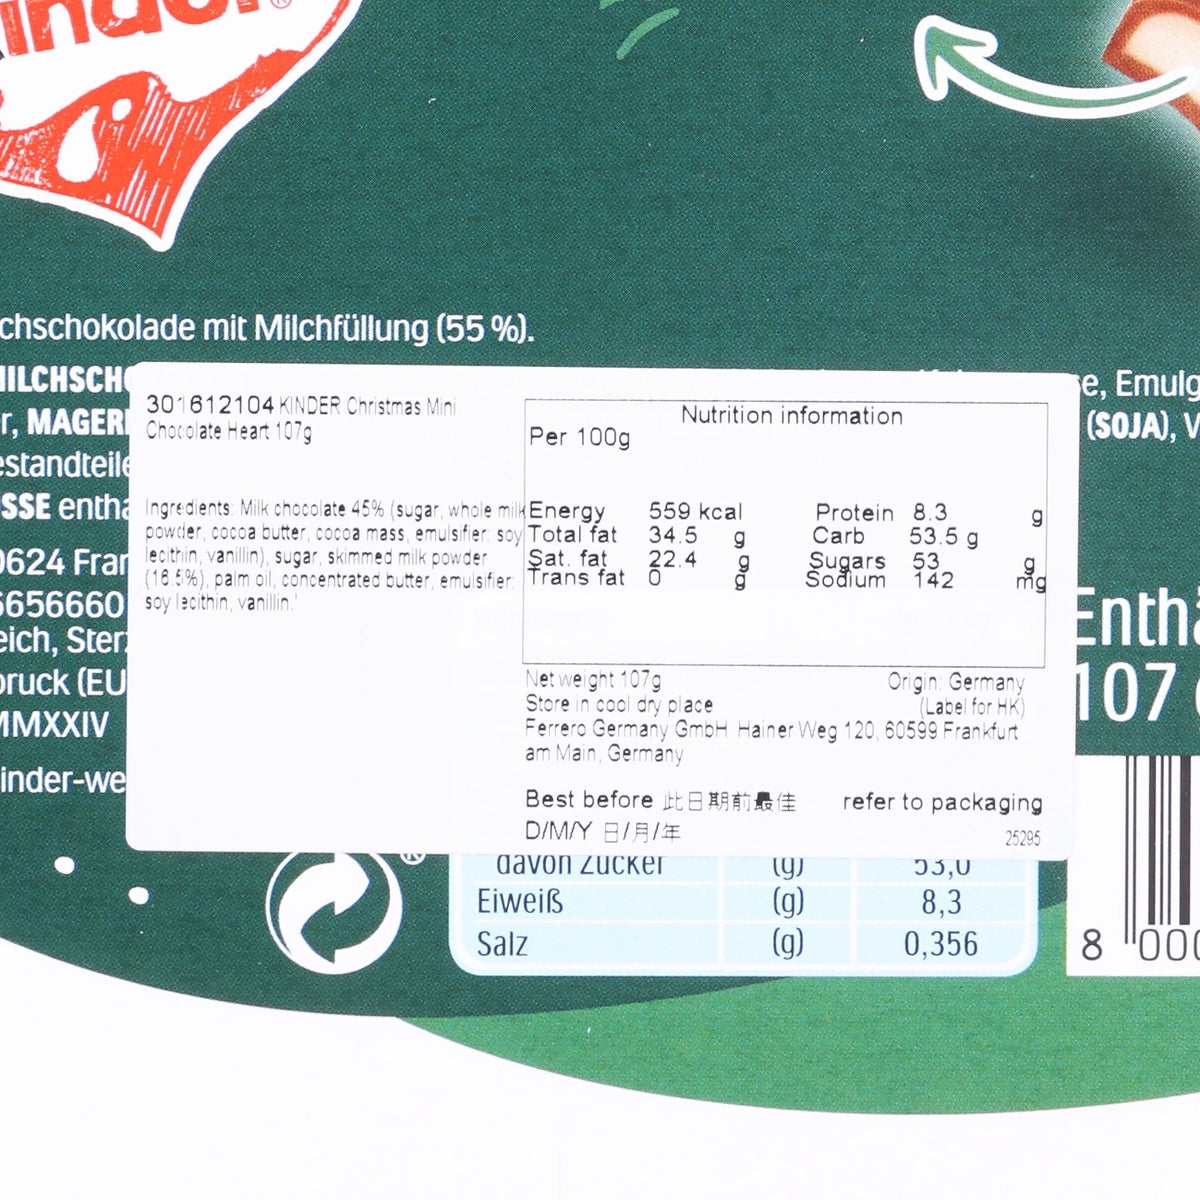 inder®
chschokolade mit Milchfüllung (55 %).
MILCHSCH
se, Emulg
r, MAGER
(SOJA), V
estandteile
SSE entha
0624 Fran
5656660
eich, Sterz
oruck (EU
MMXXIV
inder-we
301612104 KINDER Christmas Mini
Chocolate Heart 107g
Ingredients: Milk chocolate 45% (sugar, whole milk
powder, cocoa butter, cocoa mass, emulsifier: soy
lecithin, vanillin), sugar, skimmed milk powder
(16.5%), palm oil, concentrated butter, emulsifier:
soy lecithin, vanillin.'
Nutrition information
Per 100g
Energy 559 kcal Protein 8.3 g
Total fat 34.5 g Carb 53.5 g
Sat. fat 22.4 g Sugars 53 g
Trans fat 0 g Sodium 142 mg
Net weight 107g Origin: Germany
Store in cool dry place (Label for HK)
Ferrero Germany GmbH Hainer Weg 120, 60599 Frankfurt
am Main, Germany
Best before 此日期前最佳 refer to packaging
D/M/Y 日/月/年 25295
Enthä
107
davon Zucker (g) 53,0
Eiweiß (g) 8,3
Salz (g) 0,356
8 000